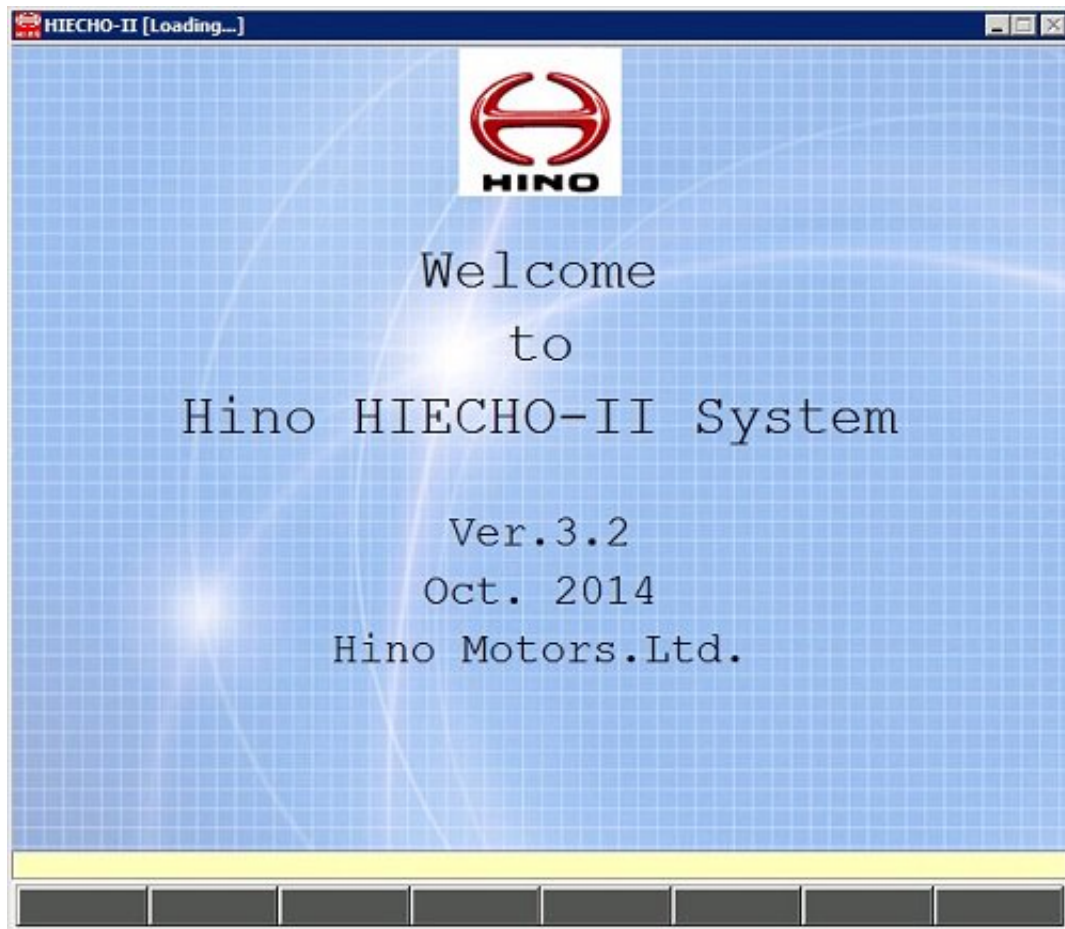 HIECHO-II [Loading...]
HINO
Welcome
to
Hino HIECHO-II System
Ver.3.2
Oct. 2014
Hino Motors.Ltd.